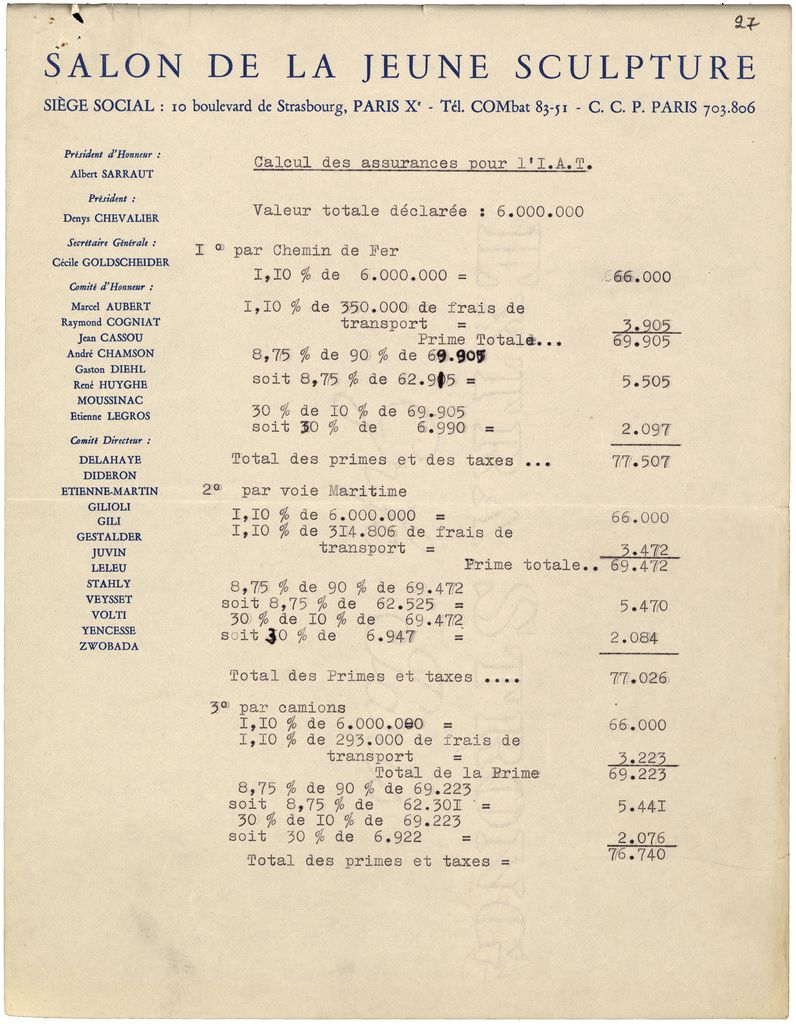 27
SALON DE LA JEUNE SCULPTURE
SIÈGE SOCIAL : 10 boulevard de Strasbourg, PARIS Xe - Tél. COMbat 83-51 - C. C. P. PARIS 703.806
Président d'Honneur :
Albert SARRAUT
Président :
Denys CHEVALIER
Secrétaire Générale :
Cécile GOLDSCHEIDER
Comité d'Honneur :
Marcel AUBERT
Raymond COGNIAT
Jean CASSOU
André CHAMSON
Gaston DIEHL
René HUYGHE
MOUSSINAC
Etienne LEGROS
Comité Directeur :
DELAHAYE
DIDERON
ETIENNE-MARTIN
GILIOLI
GILI
GESTALDER
JUVIN
LELEU
STAHLY
VEYSSET
VOLTI
YENCESSE
ZWOBADA
Calcul des assurances pour l'I.A.T.
Valeur totale déclarée : 6.000.000
I ° par Chemin de Fer
I,IO % de 6.000.000 = 66.000
I,IO % de 350.000 de frais de
transport = 3.905
Prime Totale... 69.905
8,75 % de 90 % de 69.905
soit 8,75 % de 62.915 = 5.505
30 % de IO % de 69.905
soit 30 % de 6.990 = 2.097
Total des primes et des taxes ... 77.507
2° par voie Maritime
I,IO % de 6.000.000 = 66.000
I,IO % de 3I4.806 de frais de
transport = 3.472
Prime totale.. 69.472
8,75 % de 90 % de 69.472
soit 8,75 % de 62.525 = 5.470
30 % de IO % de 69.472
soit 30 % de 6.947 = 2.084
Total des Primes et taxes .... 77.026
3° par camions
I,IO % de 6.000.000 = 66.000
I,IO % de 293.000 de frais de
transport = 3.223
Total de la Prime 69.223
8,75 % de 90 % de 69.223
soit 8,75 % de 62.30I = 5.44I
30 % de IO % de 69.223
soit 30 % de 6.922 = 2.076
Total des primes et taxes = 76.740